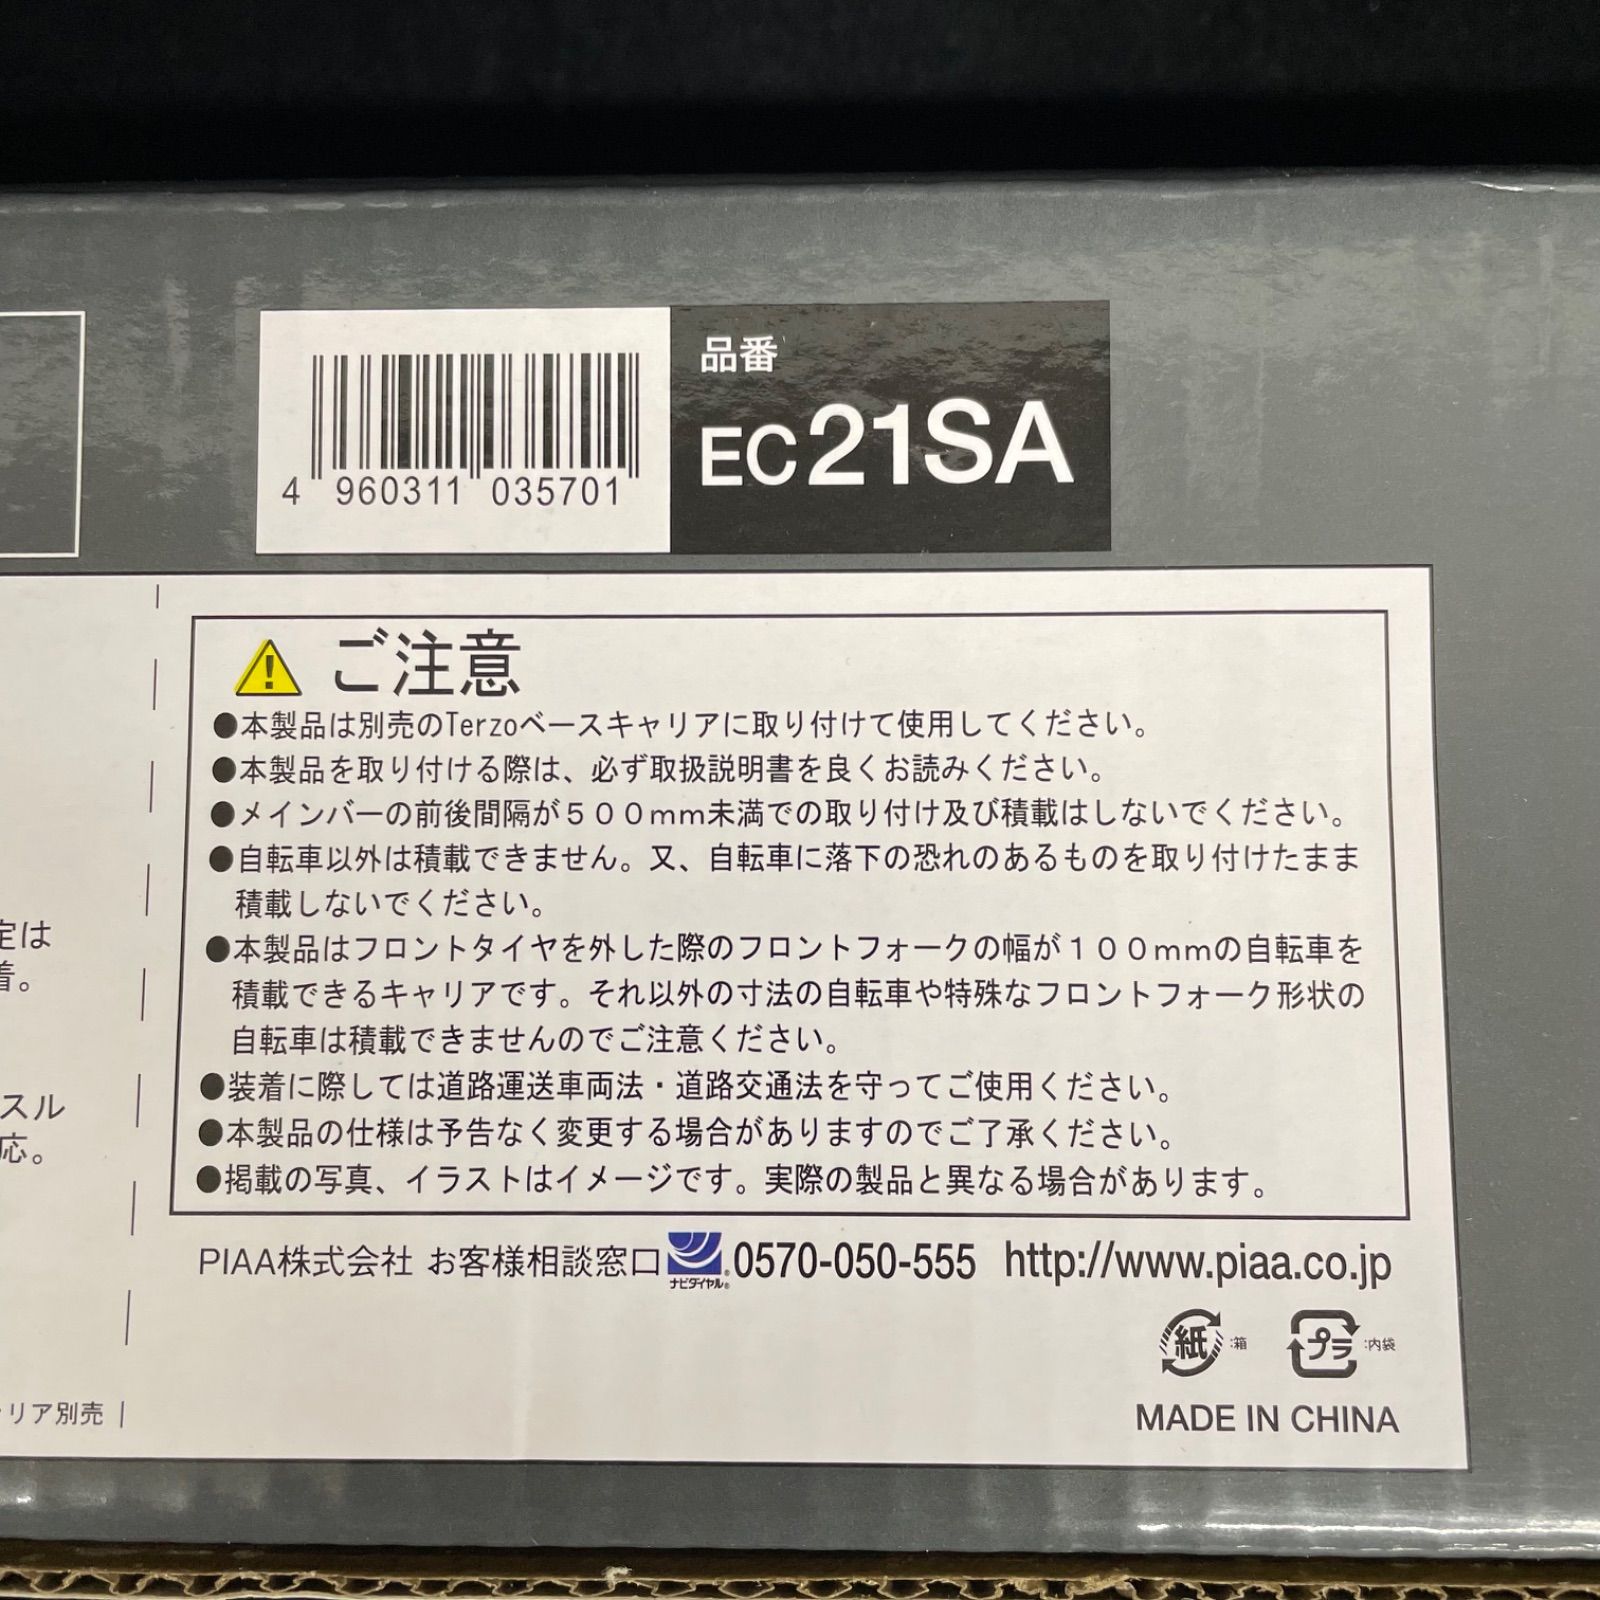 品番
EC21SA
4 960311 035701
ご注意
●本製品は別売のTerzoベースキャリアに取り付けて使用してください。
●本製品を取り付ける際は、必ず取扱説明書を良くお読みください。
●メインバーの前後間隔が５００mm未満での取り付け及び積載はしないでください。
●自転車以外は積載できません。又、自転車に落下の恐れのあるものを取り付けたまま
積載しないでください。
●本製品はフロントタイヤを外した際のフロントフォークの幅が１００mmの自転車を
積載できるキャリアです。それ以外の寸法の自転車や特殊なフロントフォーク形状の
自転車は積載できませんのでご注意ください。
●装着に際しては道路運送車両法・道路交通法を守ってご使用ください。
●本製品の仕様は予告なく変更する場合がありますのでご了承ください。
●掲載の写真、イラストはイメージです。実際の製品と異なる場合があります。
PIAA株式会社 お客様相談窓口 ナビダイヤル® 0570-050-555 http://www.piaa.co.jp
紙 :箱 プラ :内袋
MADE IN CHINA
定は
着。
スル
応。
リア別売